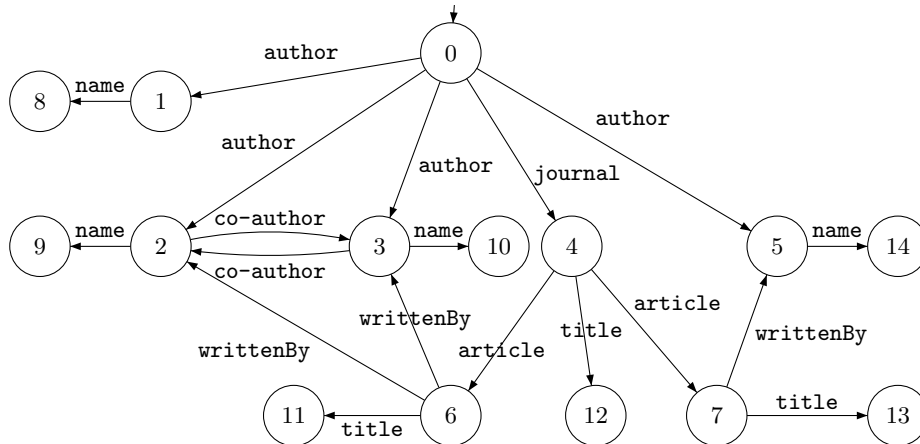 0
author
8 name 1
author
author
author
journal
9 name 2 co-author 3 name 10 4 5 name 14
co-author
article
writtenBy title writtenBy
writtenBy article
11 title 6 12 7 title 13